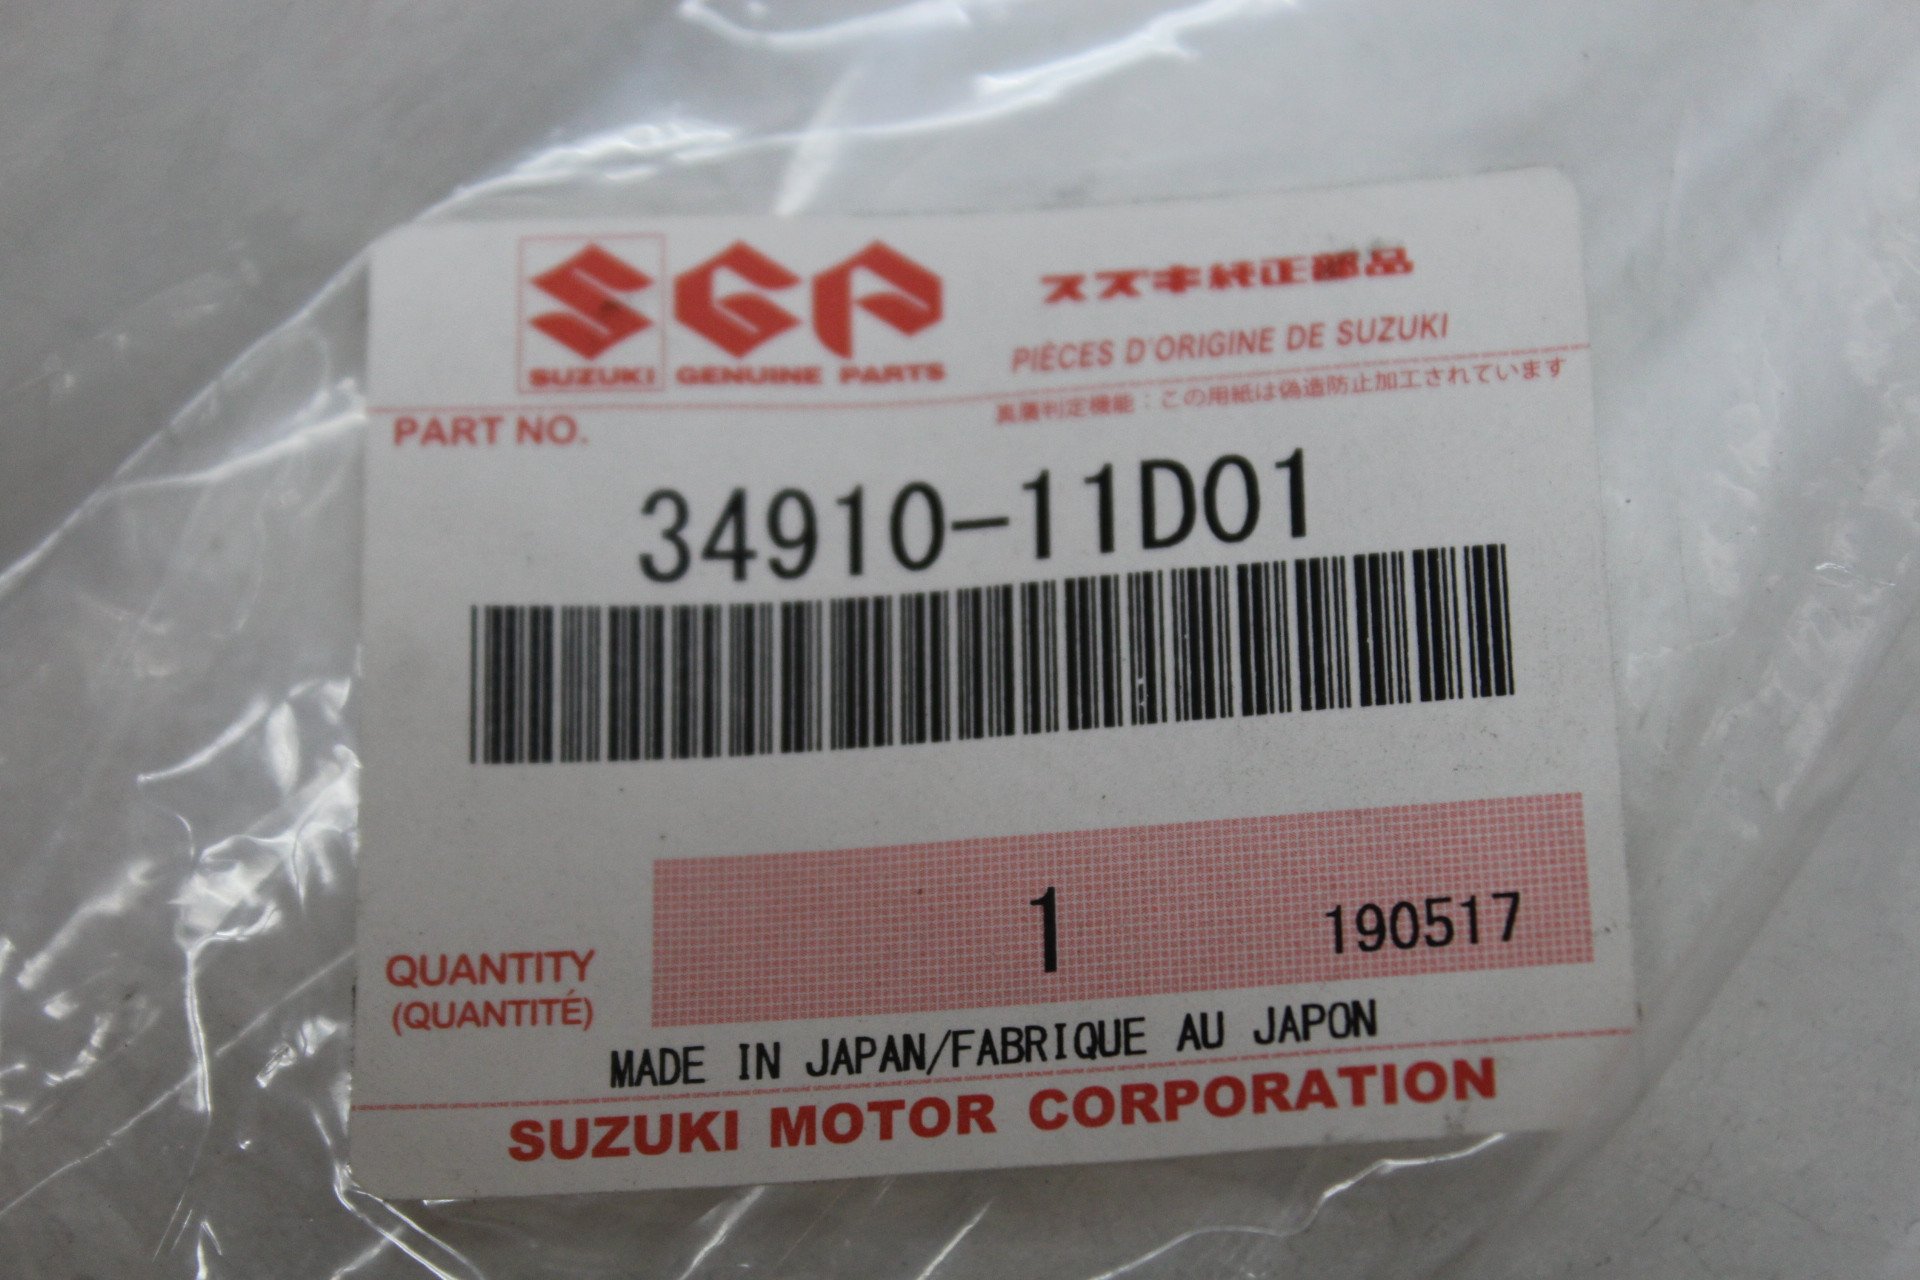 SUZUKI GENUINE PARTS
スズキ純正部品
PIÈCES D'ORIGINE DE SUZUKI
真贋判定機能：この用紙は偽造防止加工されています
PART NO.
34910-11D01
1
190517
QUANTITY
(QUANTITÉ)
MADE IN JAPAN/FABRIQUE AU JAPON
SUZUKI MOTOR CORPORATION